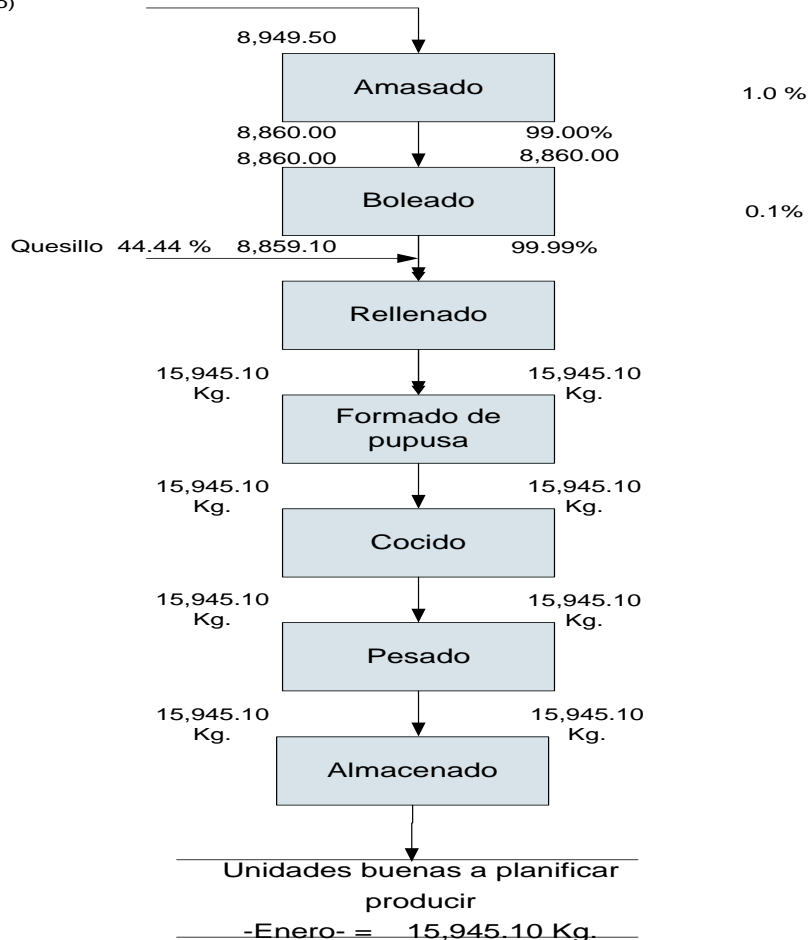 8,949.50
Amasado
1.0 %
8,860.00 99.00%
8,860.00 8,860.00
Boleado
0.1%
Quesillo 44.44 % 8,859.10 99.99%
Rellenado
15,945.10 15,945.10
Kg. Kg.
Formado de
pupusa
15,945.10 15,945.10
Kg. Kg.
Cocido
15,945.10 15,945.10
Kg. Kg.
Pesado
15,945.10 15,945.10
Kg. Kg.
Almacenado
Unidades buenas a planificar
producir
-Enero- = 15,945.10 Kg.